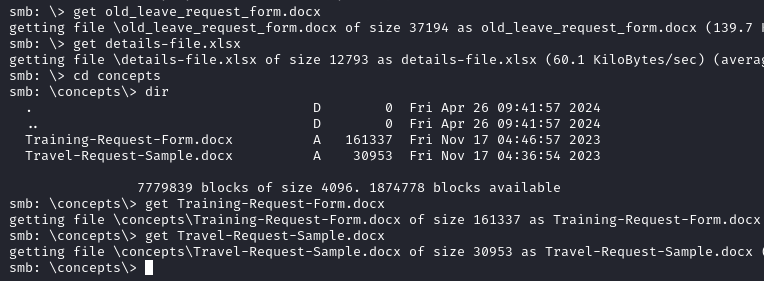 smb: \> get old_leave_request_form.docx
getting file \old_leave_request_form.docx of size 37194 as old_leave_request_form.docx (139.7
smb: \> get details-file.xlsx
getting file \details-file.xlsx of size 12793 as details-file.xlsx (60.1 KiloBytes/sec) (averag
smb: \> cd concepts
smb: \concepts\> dir
. D 0 Fri Apr 26 09:41:57 2024
.. D 0 Fri Apr 26 09:41:57 2024
Training-Request-Form.docx A 161337 Fri Nov 17 04:46:57 2023
Travel-Request-Sample.docx A 30953 Fri Nov 17 04:36:54 2023
7779839 blocks of size 4096. 1874778 blocks available
smb: \concepts\> get Training-Request-Form.docx
getting file \concepts\Training-Request-Form.docx of size 161337 as Training-Request-Form.docx
smb: \concepts\> get Travel-Request-Sample.docx
getting file \concepts\Travel-Request-Sample.docx of size 30953 as Travel-Request-Sample.docx (
smb: \concepts\>